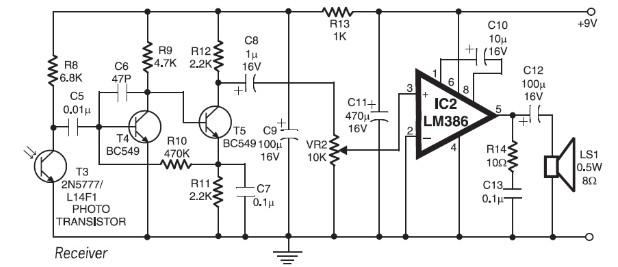 R13
1K
+9V
C10
10µ
16V
R8
6.8K
C6
47P
R9
4.7K
R12
2.2K
C8
1µ
16V
+
+
C12
100µ
16V
C5
0.01µ
T4
BC549
T5
BC549
R10
470K
C9
100µ
16V
+
VR2
10K
C11
470µ
16V
+
1
6
8
3
+
IC2
LM386
5
2
–
4
+
R14
10Ω
C13
0.1µ
LS1
0.5W
8Ω
T3
2N5777/
L14F1
PHOTO
TRANSISTOR
R11
2.2K
C7
0.1µ
Receiver